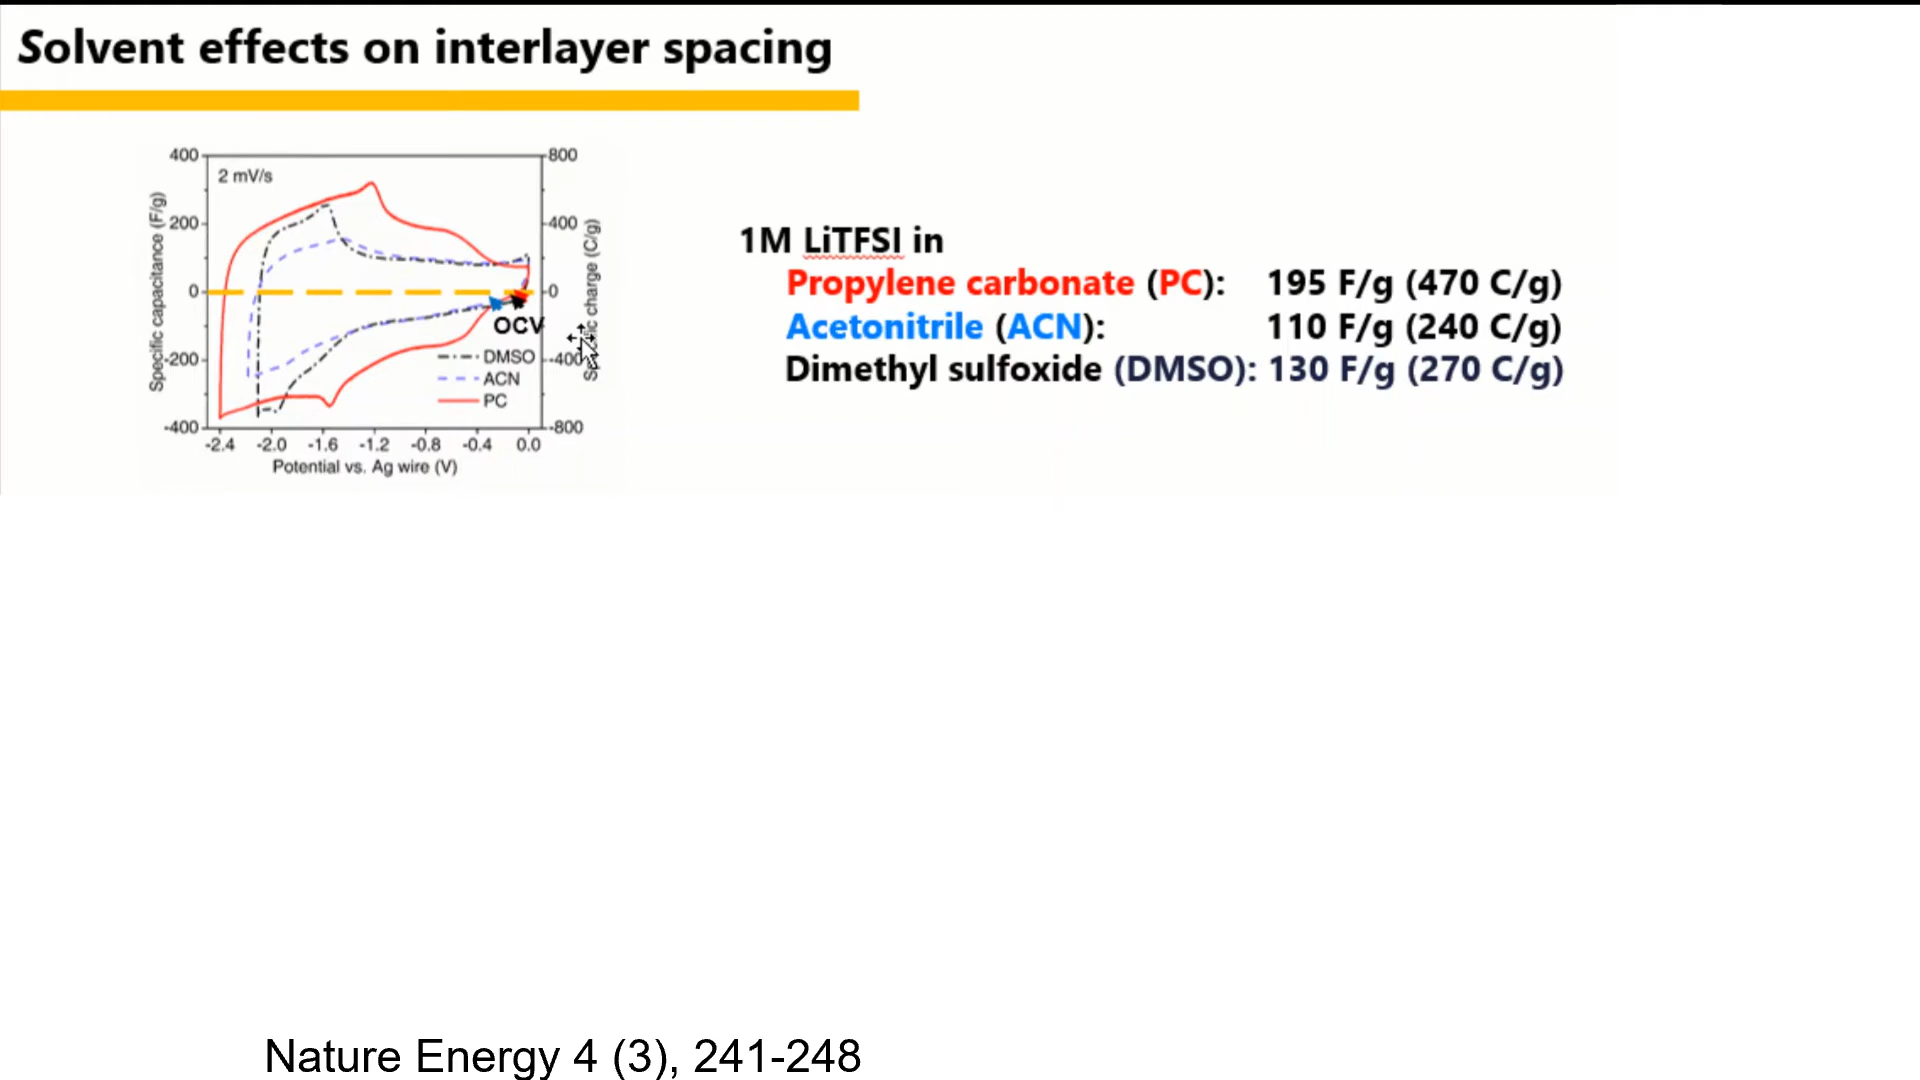 Solvent effects on interlayer spacing
400
200
0
-200
-400
Specific capacitance (F/g)
2 mV/s
800
400
0
-400
-800
Specific charge (C/g)
OCV
DMSO
ACN
PC
-2.4 -2.0 -1.6 -1.2 -0.8 -0.4 0.0
Potential vs. Ag wire (V)
1M LiTFSI in
Propylene carbonate (PC): 195 F/g (470 C/g)
Acetonitrile (ACN): 110 F/g (240 C/g)
Dimethyl sulfoxide (DMSO): 130 F/g (270 C/g)
Nature Energy 4 (3), 241-248